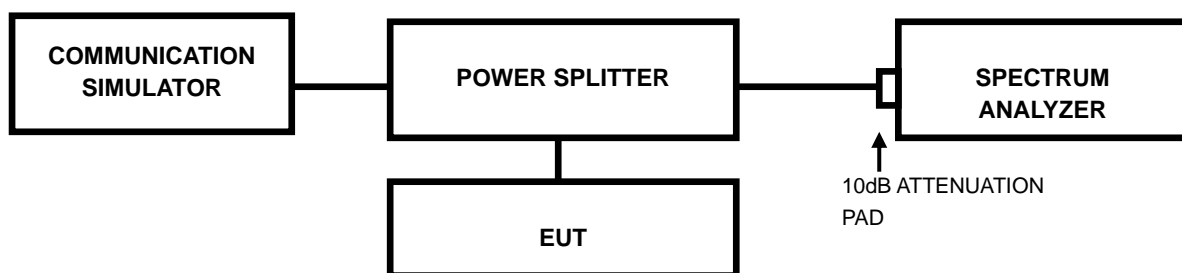 COMMUNICATION
SIMULATOR
POWER SPLITTER
SPECTRUM
ANALYZER
10dB ATTENUATION
PAD
EUT